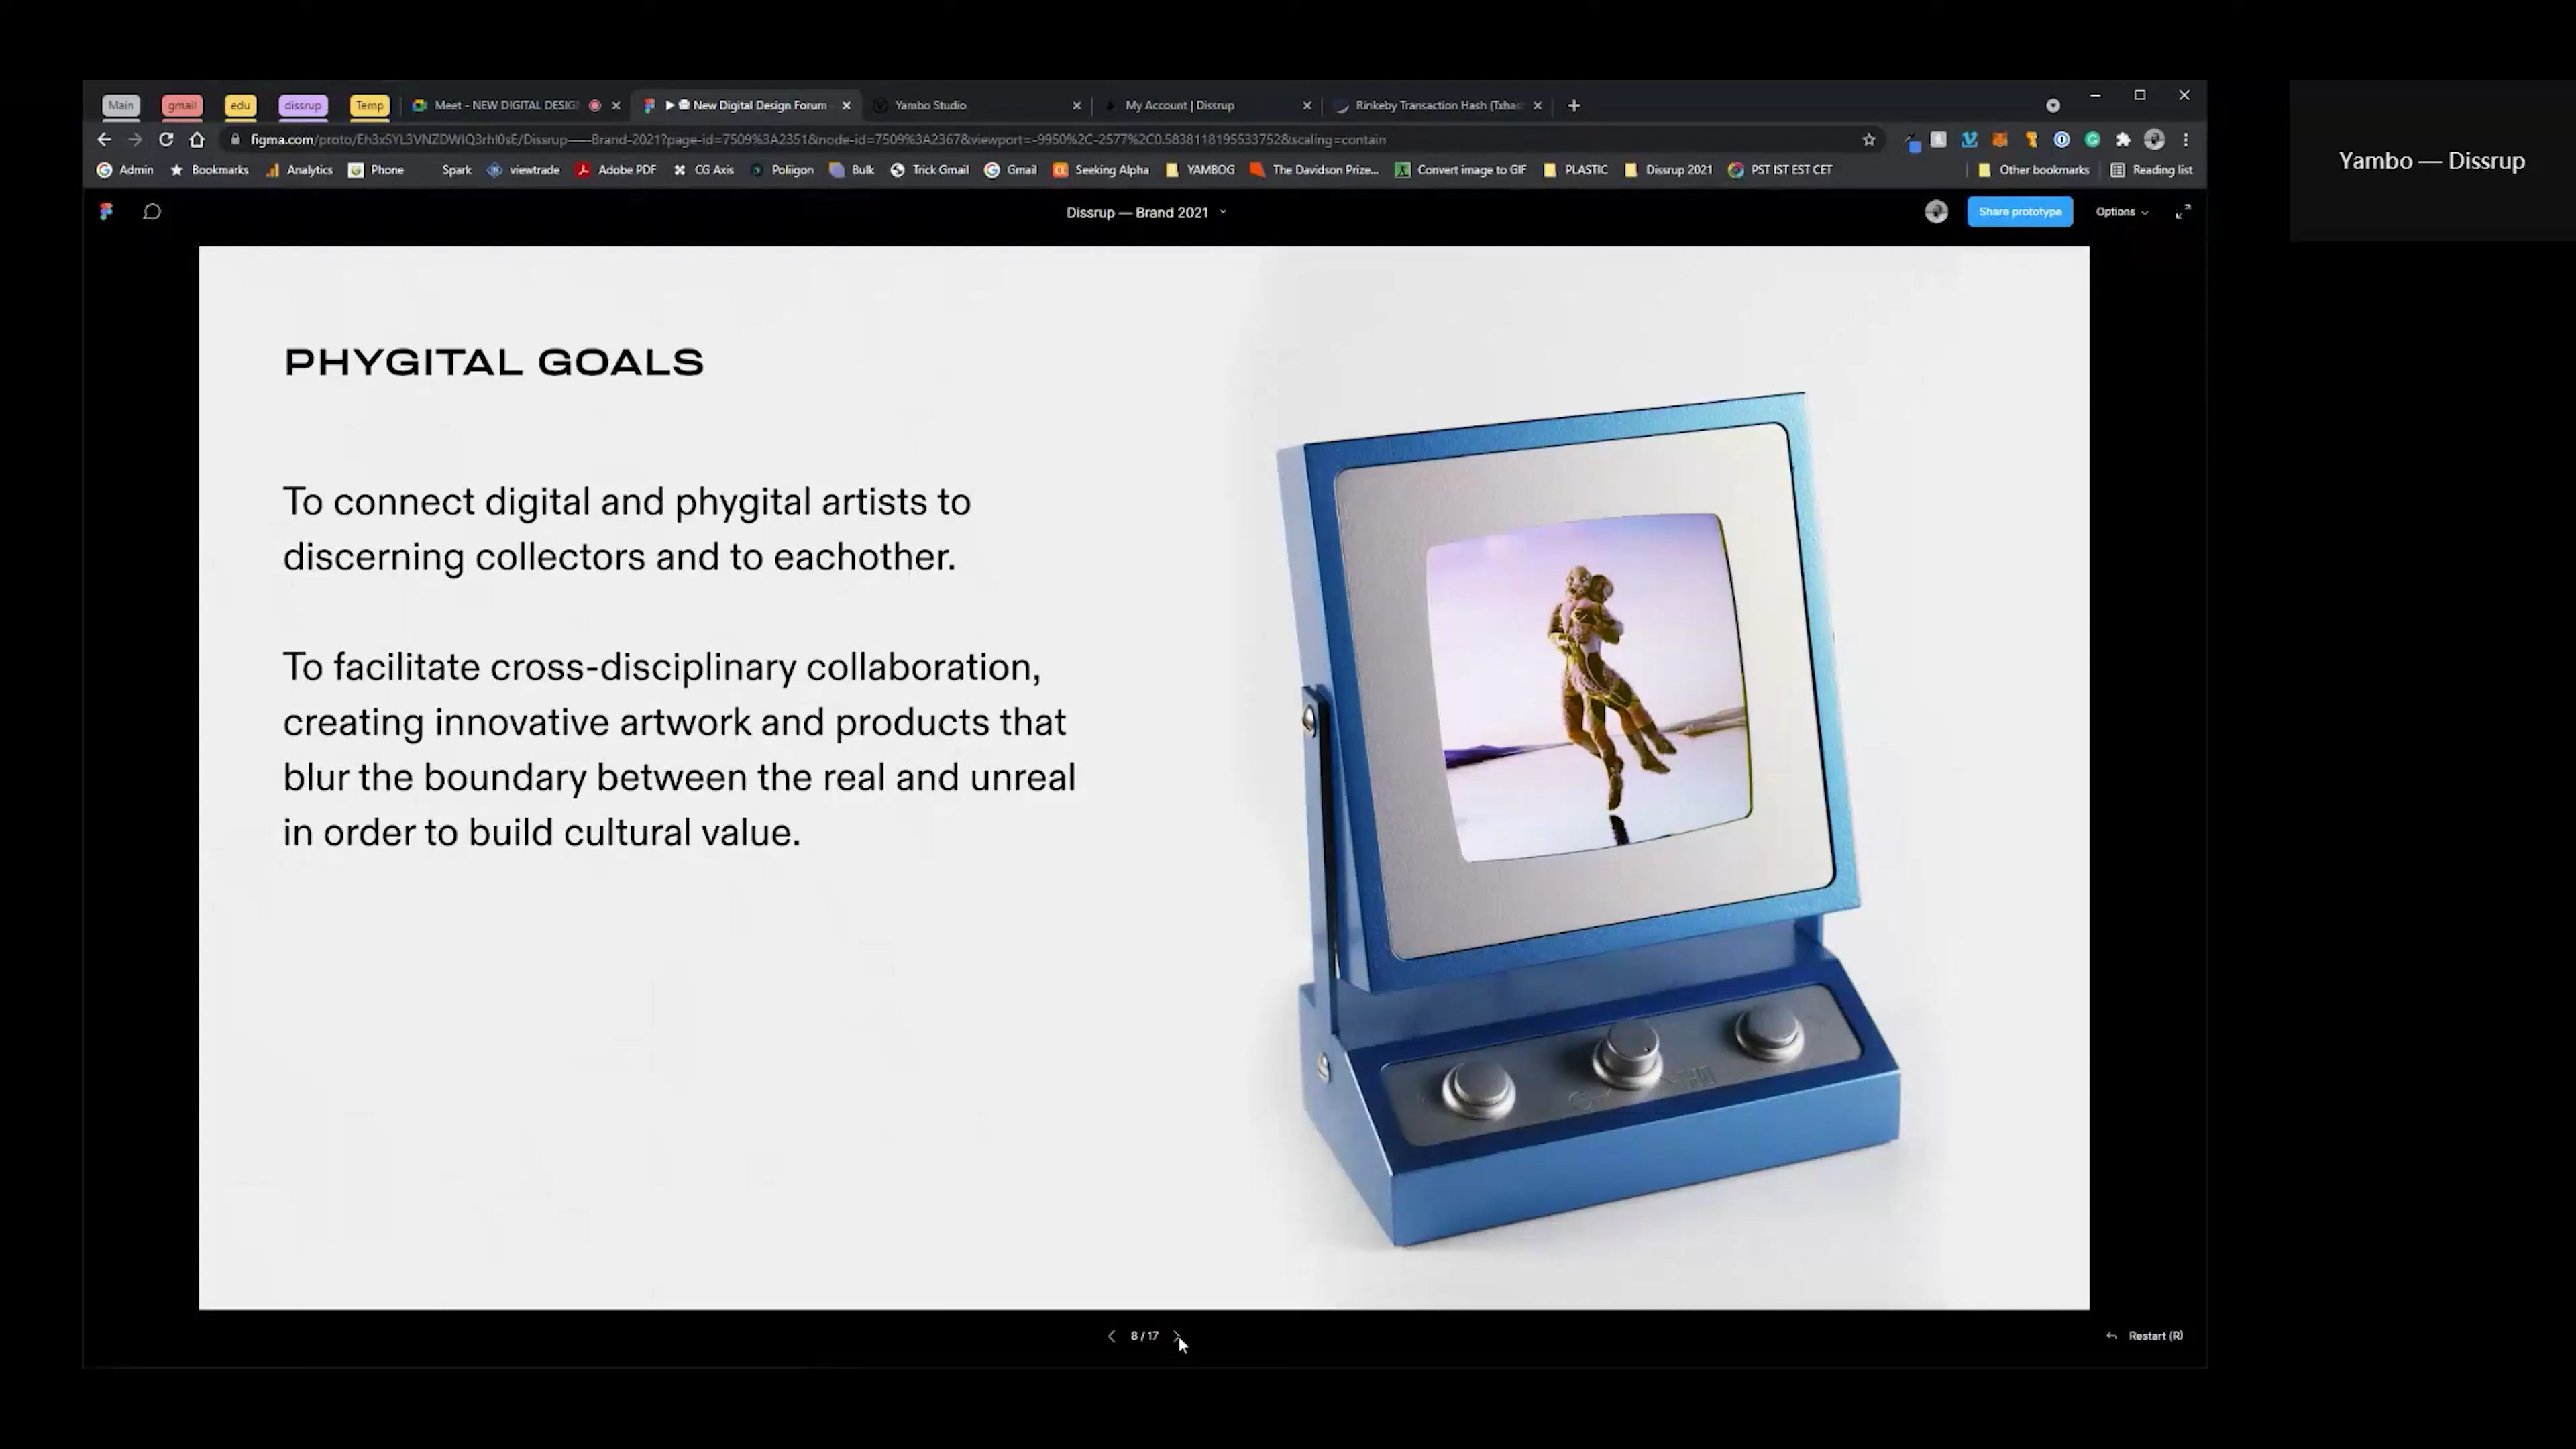 Main
gmail
edu
dissrup
Temp
Meet - NEW DIGITAL DESIG
New Digital Design Forum
Yambo Studio
My Account | Dissrup
Rinkeby Transaction Hash (Txhas
figma.com/proto/Eh3xSYL3VNZDWIQ3rhI0sE/Dissrup-----Brand-2021?page-id=7509%3A2351&node-id=7509%3A2367&viewport=-9950%2C-2577%2C0.5838118195533752&scaling=contain
Admin
Bookmarks
Analytics
Phone
Spark
viewtrade
Adobe PDF
CG Axis
Poliigon
Bulk
Trick Gmail
Gmail
Seeking Alpha
YAMBOG
The Davidson Prize...
Convert image to GIF
PLASTIC
Dissrup 2021
PST IST EST CET
Other bookmarks
Reading list
Yambo — Dissrup
Dissrup — Brand 2021
Share prototype
Options
PHYGITAL GOALS
To connect digital and phygital artists to
discerning collectors and to eachother.
To facilitate cross-disciplinary collaboration,
creating innovative artwork and products that
blur the boundary between the real and unreal
in order to build cultural value.
8 / 17
Restart (R)